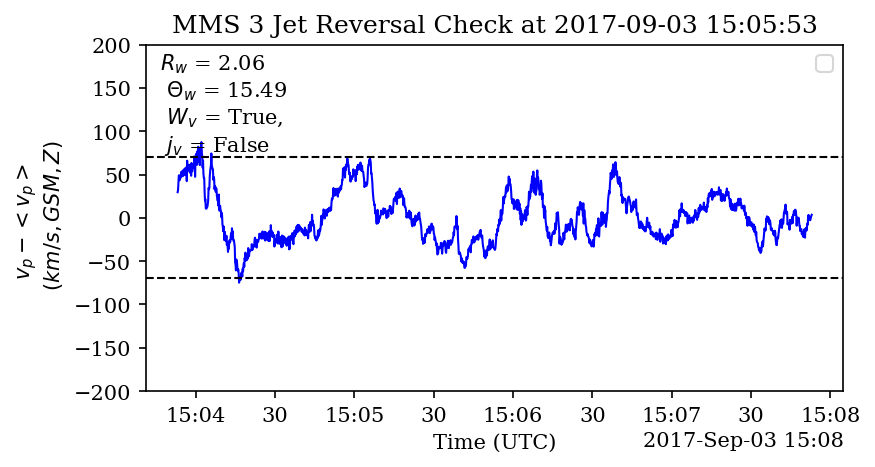 MMS 3 Jet Reversal Check at 2017-09-03 15:05:53
200
150
100
50
0
−50
−100
−150
−200
v_p − < v_p >
(km/s, GSM, Z)
R_w = 2.06
Θ_w = 15.49
W_v = True,
j_v = False
15:04 30 15:05 30 15:06 30 15:07 30 15:08
Time (UTC)
2017-Sep-03 15:08